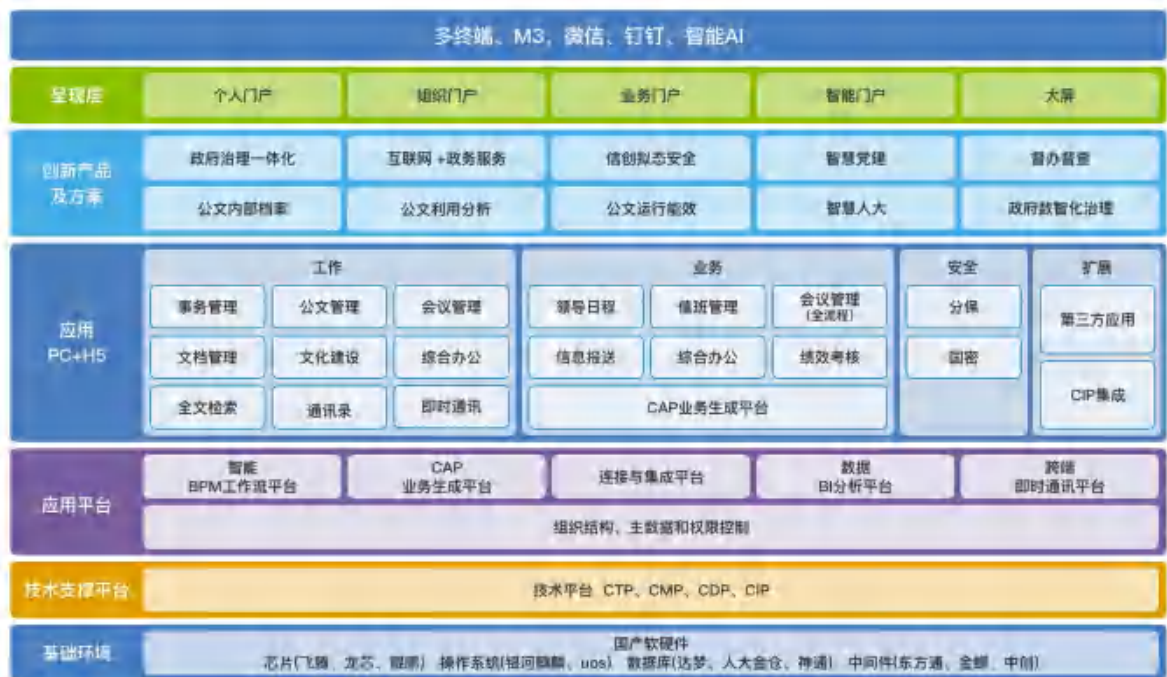 多终端、M3、微信、钉钉、智能AI
呈现层
个人门户
组织门户
业务门户
智能门户
大屏
创新产品
及方案
政府治理一体化
互联网+政务服务
信创拟态安全
智慧党建
督办督查
公文内部档案
公文利用分析
公文运行能效
智慧人大
政府数智化治理
应用
PC+H5
工作
事务管理
公文管理
会议管理
文档管理
文化建设
综合办公
全文检索
通讯录
即时通讯
业务
领导日程
值班管理
会议管理
(全流程)
信息报送
综合办公
绩效考核
CAP业务生成平台
安全
分保
国密
扩展
第三方应用
CIP集成
应用平台
智能
BPM工作流平台
CAP
业务生成平台
连接与集成平台
数据
BI分析平台
跨端
即时通讯平台
组织结构、主数据和权限控制
技术支撑平台
技术平台 CTP、CMP、CDP、CIP
基础环境
国产软硬件
芯片(飞腾、龙芯、鲲鹏) 操作系统(银河麒麟、uos) 数据库(达梦、人大金仓、神通) 中间件(东方通、金蝶、中创)